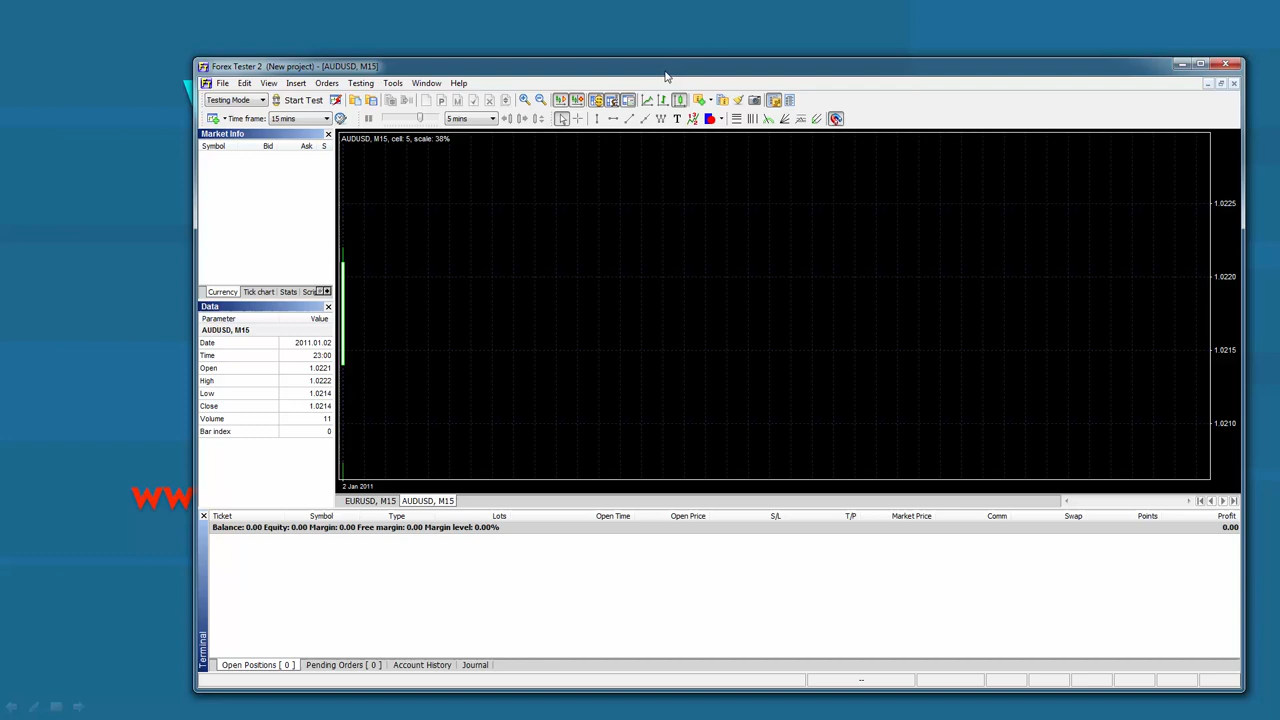 Forex Tester 2 (New project) - [AUDUSD, M15]
File Edit View Insert Orders Testing Tools Window Help
Testing Mode Start Test
Time frame: 15 mins 5 mins
Market Info
Symbol Bid Ask S
Currency Tick chart Stats
Data
Parameter Value
AUDUSD, M15
Date 2011.01.02
Time 23:00
Open 1.0221
High 1.0222
Low 1.0214
Close 1.0214
Volume 11
Bar index 0
AUDUSD, M15, cell: 5, scale: 38%
1.0225
1.0220
1.0215
1.0210
2 Jan 2011
EURUSD, M15 AUDUSD, M15
ww
Ticket Symbol Type Lots Open Time Open Price S/L T/P Market Price Comm Swap Points Profit
Balance: 0.00 Equity: 0.00 Margin: 0.00 Free margin: 0.00 Margin level: 0.00% 0.00
Terminal
Open Positions [ 0 ] Pending Orders [ 0 ] Account History Journal
--